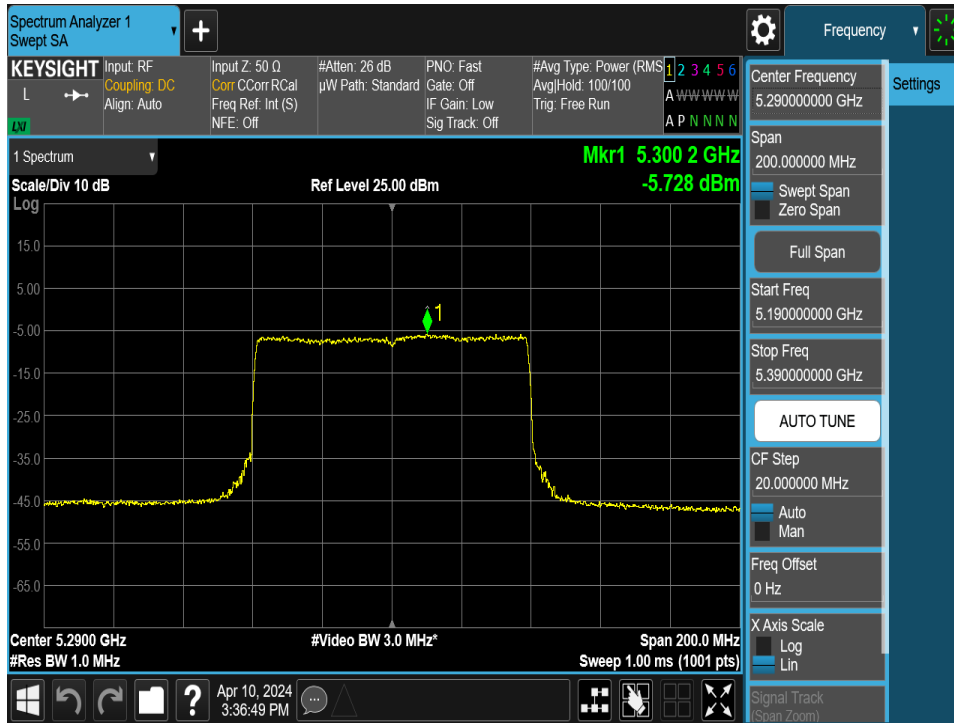 Spectrum Analyzer 1
Swept SA
+
Frequency
KEYSIGHT
L
LXI
Input: RF
Coupling: DC
Align: Auto
Input Z: 50 Ω
Corr CCorr RCal
Freq Ref: Int (S)
NFE: Off
#Atten: 26 dB
µW Path: Standard
PNO: Fast
Gate: Off
IF Gain: Low
Sig Track: Off
#Avg Type: Power (RMS
Avg|Hold: 100/100
Trig: Free Run
1 2 3 4 5 6
A W W W W W
A P N N N N
1 Spectrum
Mkr1 5.300 2 GHz
Scale/Div 10 dB
Ref Level 25.00 dBm
-5.728 dBm
Log
15.0
5.00
-5.00
-15.0
-25.0
-35.0
-45.0
-55.0
-65.0
1
Center 5.2900 GHz
#Video BW 3.0 MHz*
Span 200.0 MHz
#Res BW 1.0 MHz
Sweep 1.00 ms (1001 pts)
?
Apr 10, 2024
3:36:49 PM
Center Frequency
5.290000000 GHz
Settings
Span
200.000000 MHz
Swept Span
Zero Span
Full Span
Start Freq
5.190000000 GHz
Stop Freq
5.390000000 GHz
AUTO TUNE
CF Step
20.000000 MHz
Auto
Man
Freq Offset
0 Hz
X Axis Scale
Log
Lin
Signal Track
(Span Zoom)